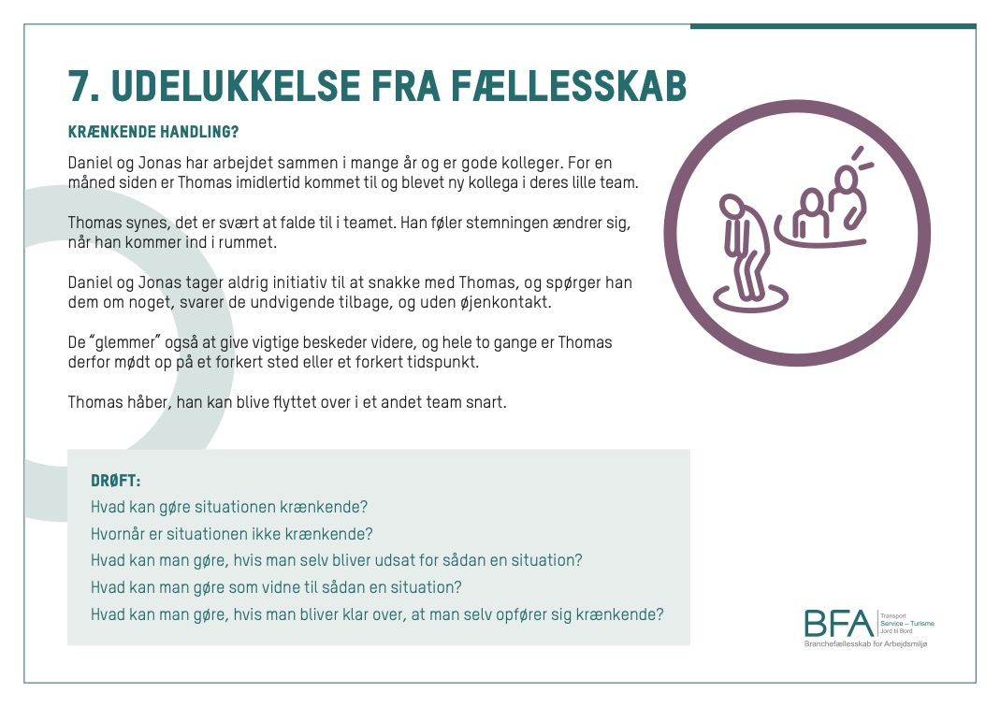 7. UDELUKKELSE FRA FÆLLESSKAB
KRÆNKENDE HANDLING?
Daniel og Jonas har arbejdet sammen i mange år og er gode kolleger. For en
måned siden er Thomas imidlertid kommet til og blevet ny kollega i deres lille team.
Thomas synes, det er svært at falde til i teamet. Han føler stemningen ændrer sig,
når han kommer ind i rummet.
Daniel og Jonas tager aldrig initiativ til at snakke med Thomas, og spørger han
dem om noget, svarer de undvigende tilbage, og uden øjenkontakt.
De “glemmer” også at give vigtige beskeder videre, og hele to gange er Thomas
derfor mødt op på et forkert sted eller et forkert tidspunkt.
Thomas håber, han kan blive flyttet over i et andet team snart.
DRØFT:
Hvad kan gøre situationen krænkende?
Hvornår er situationen ikke krænkende?
Hvad kan man gøre, hvis man selv bliver udsat for sådan en situation?
Hvad kan man gøre som vidne til sådan en situation?
Hvad kan man gøre, hvis man bliver klar over, at man selv opfører sig krænkende?
BFA
Transport
Service – Turisme
Jord til Bord
Branchefællesskab for Arbejdsmiljø